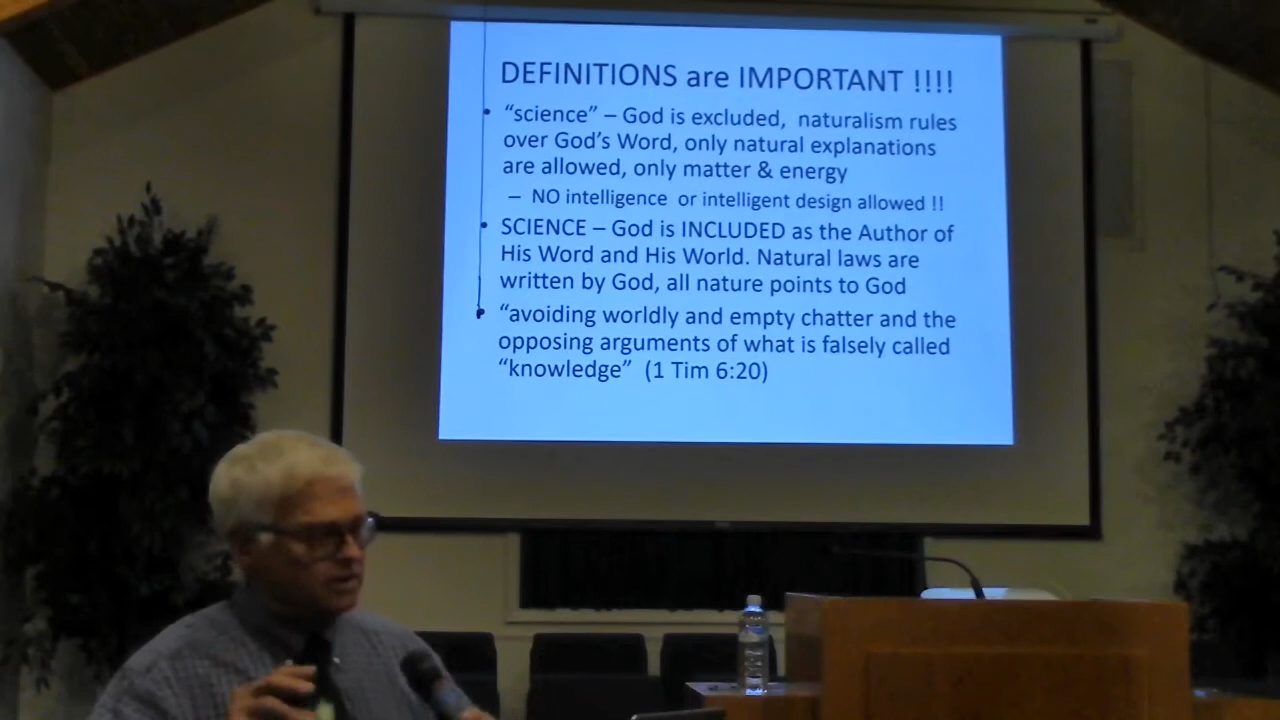 DEFINITIONS are IMPORTANT !!!!
• “science” – God is excluded, naturalism rules
over God’s Word, only natural explanations
are allowed, only matter & energy
– NO intelligence or intelligent design allowed !!
• SCIENCE – God is INCLUDED as the Author of
His Word and His World. Natural laws are
written by God, all nature points to God
• “avoiding worldly and empty chatter and the
opposing arguments of what is falsely called
“knowledge” (1 Tim 6:20)